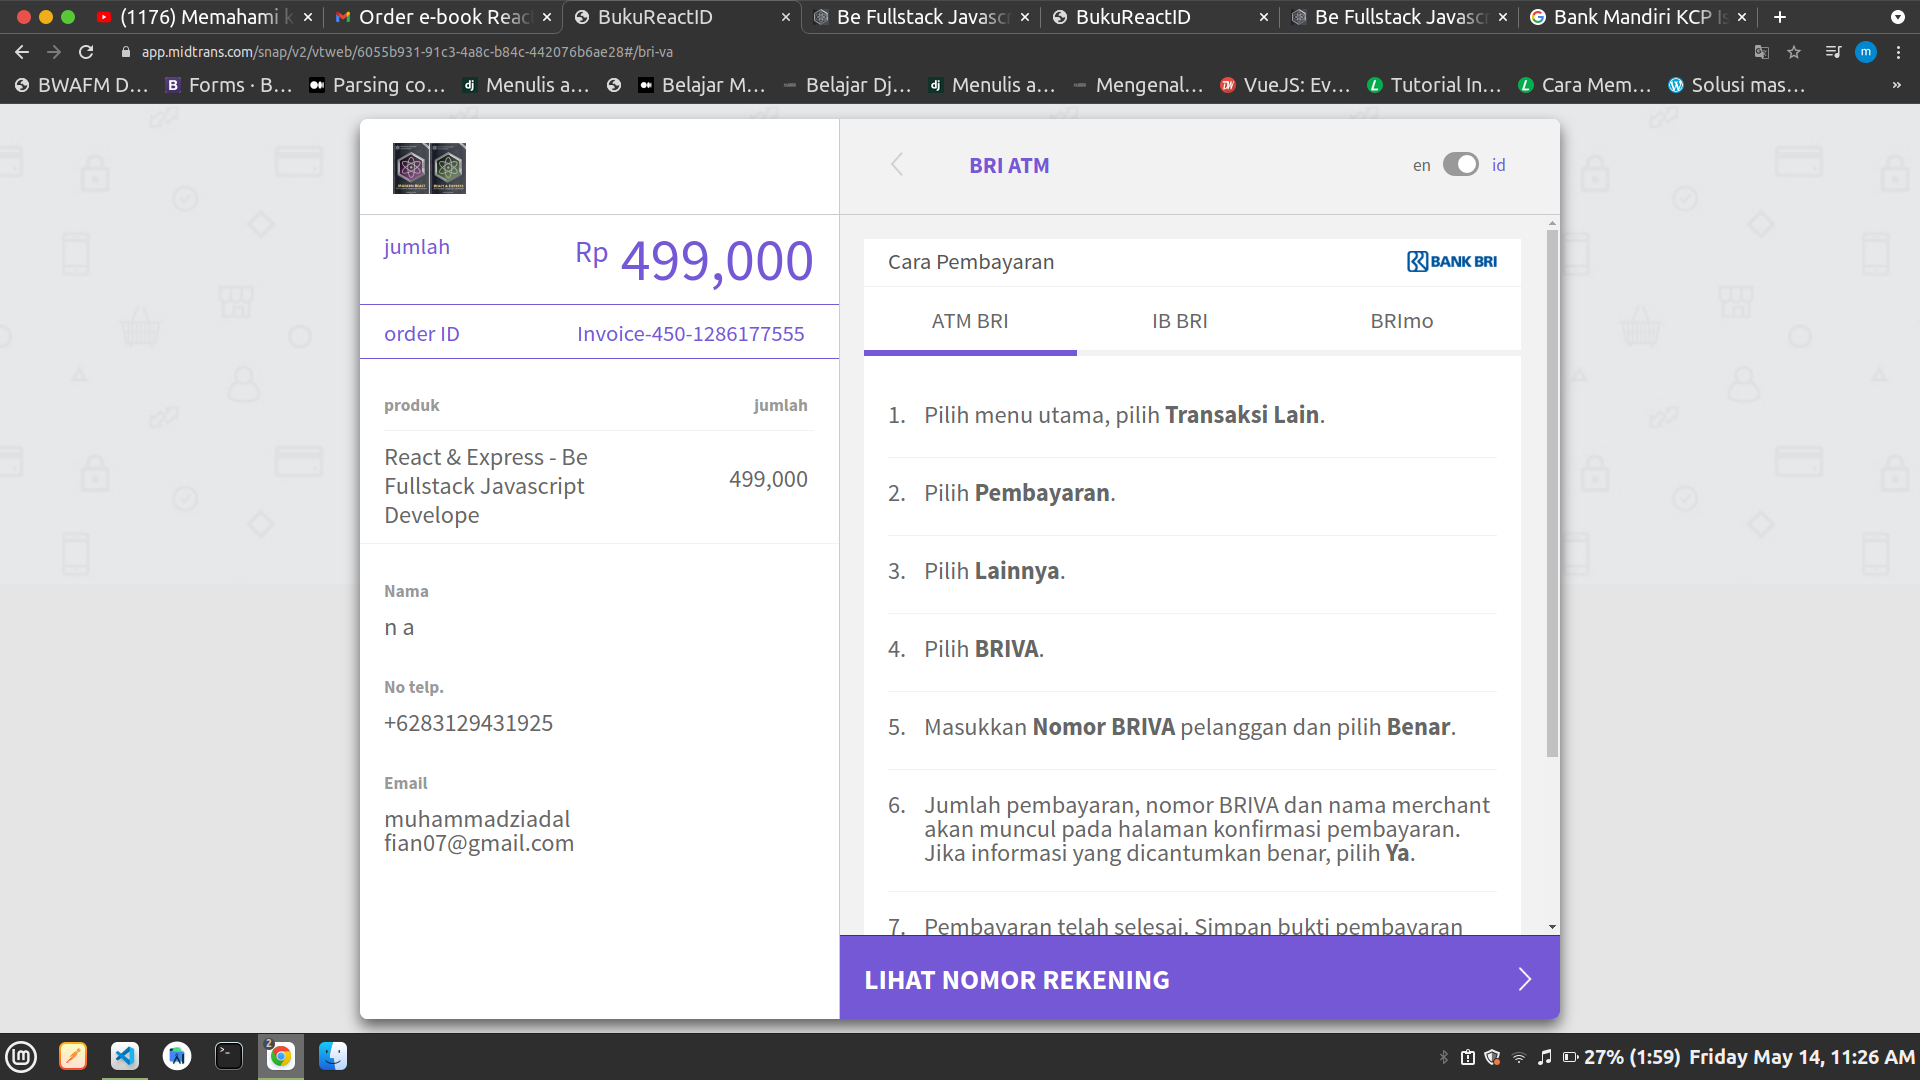 (1176) Memahami k
Order e-book Reac
BukuReactID
Be Fullstack Javasc
BukuReactID
Be Fullstack Javasc
Bank Mandiri KCP Is
app.midtrans.com/snap/v2/vtweb/6055b931-91c3-4a8c-b84c-442076b6ae28#/bri-va
m
BWAFM D...
Forms · B...
Parsing co...
Menulis a...
Belajar M...
Belajar Dj...
Menulis a...
Mengenal...
VueJS: Ev...
Tutorial In...
Cara Mem...
Solusi mas...
»
jumlah
Rp 499,000
order ID
Invoice-450-1286177555
produk
jumlah
React & Express - Be
Fullstack Javascript
Develope
499,000
Nama
n a
No telp.
+6283129431925
Email
muhammadziadal
fian07@gmail.com
BRI ATM
en
id
Cara Pembayaran
BANK BRI
ATM BRI
IB BRI
BRImo
1. Pilih menu utama, pilih Transaksi Lain.
2. Pilih Pembayaran.
3. Pilih Lainnya.
4. Pilih BRIVA.
5. Masukkan Nomor BRIVA pelanggan dan pilih Benar.
6. Jumlah pembayaran, nomor BRIVA dan nama merchant
akan muncul pada halaman konfirmasi pembayaran.
Jika informasi yang dicantumkan benar, pilih Ya.
7. Pembayaran telah selesai. Simpan bukti pembayaran
LIHAT NOMOR REKENING
2
27% (1:59)
Friday May 14, 11:26 AM